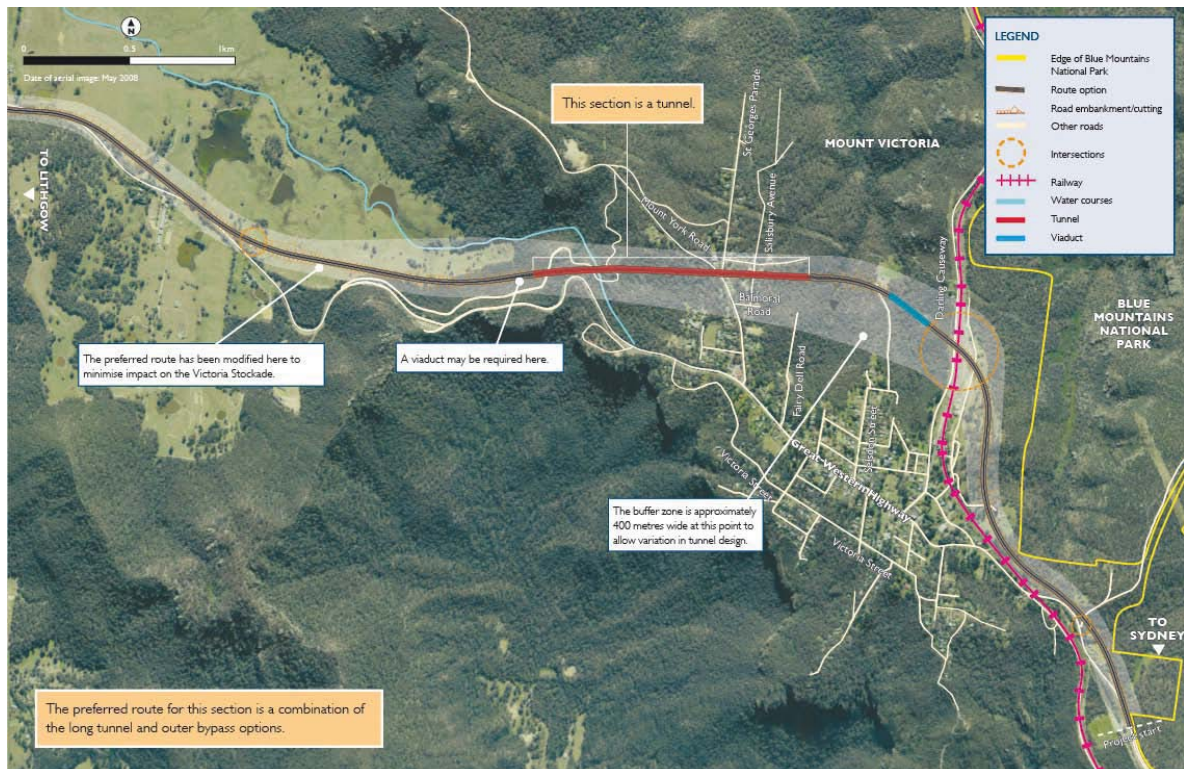 N
0
0.5
1km
Date of aerial image: May 2008
TO LITHGOW
This section is a tunnel.
St Georges Parade
Salisbury Avenue
Mount York Road
MOUNT VICTORIA
Darling Causeway
LEGEND
Edge of Blue Mountains
National Park
Route option
Road embankment/cutting
Other roads
Intersections
Railway
Water courses
Tunnel
Viaduct
BLUE
MOUNTAINS
NATIONAL
PARK
Balmoral
Road
Fairy Dell Road
Selsdon Street
The preferred route has been modified here to
minimise impact on the Victoria Stockade.
A viaduct may be required here.
Great Western Highway
Victoria Street
Victoria Street
The buffer zone is approximately
400 metres wide at this point to
allow variation in tunnel design.
TO
SYDNEY
Project start
The preferred route for this section is a combination of
the long tunnel and outer bypass options.